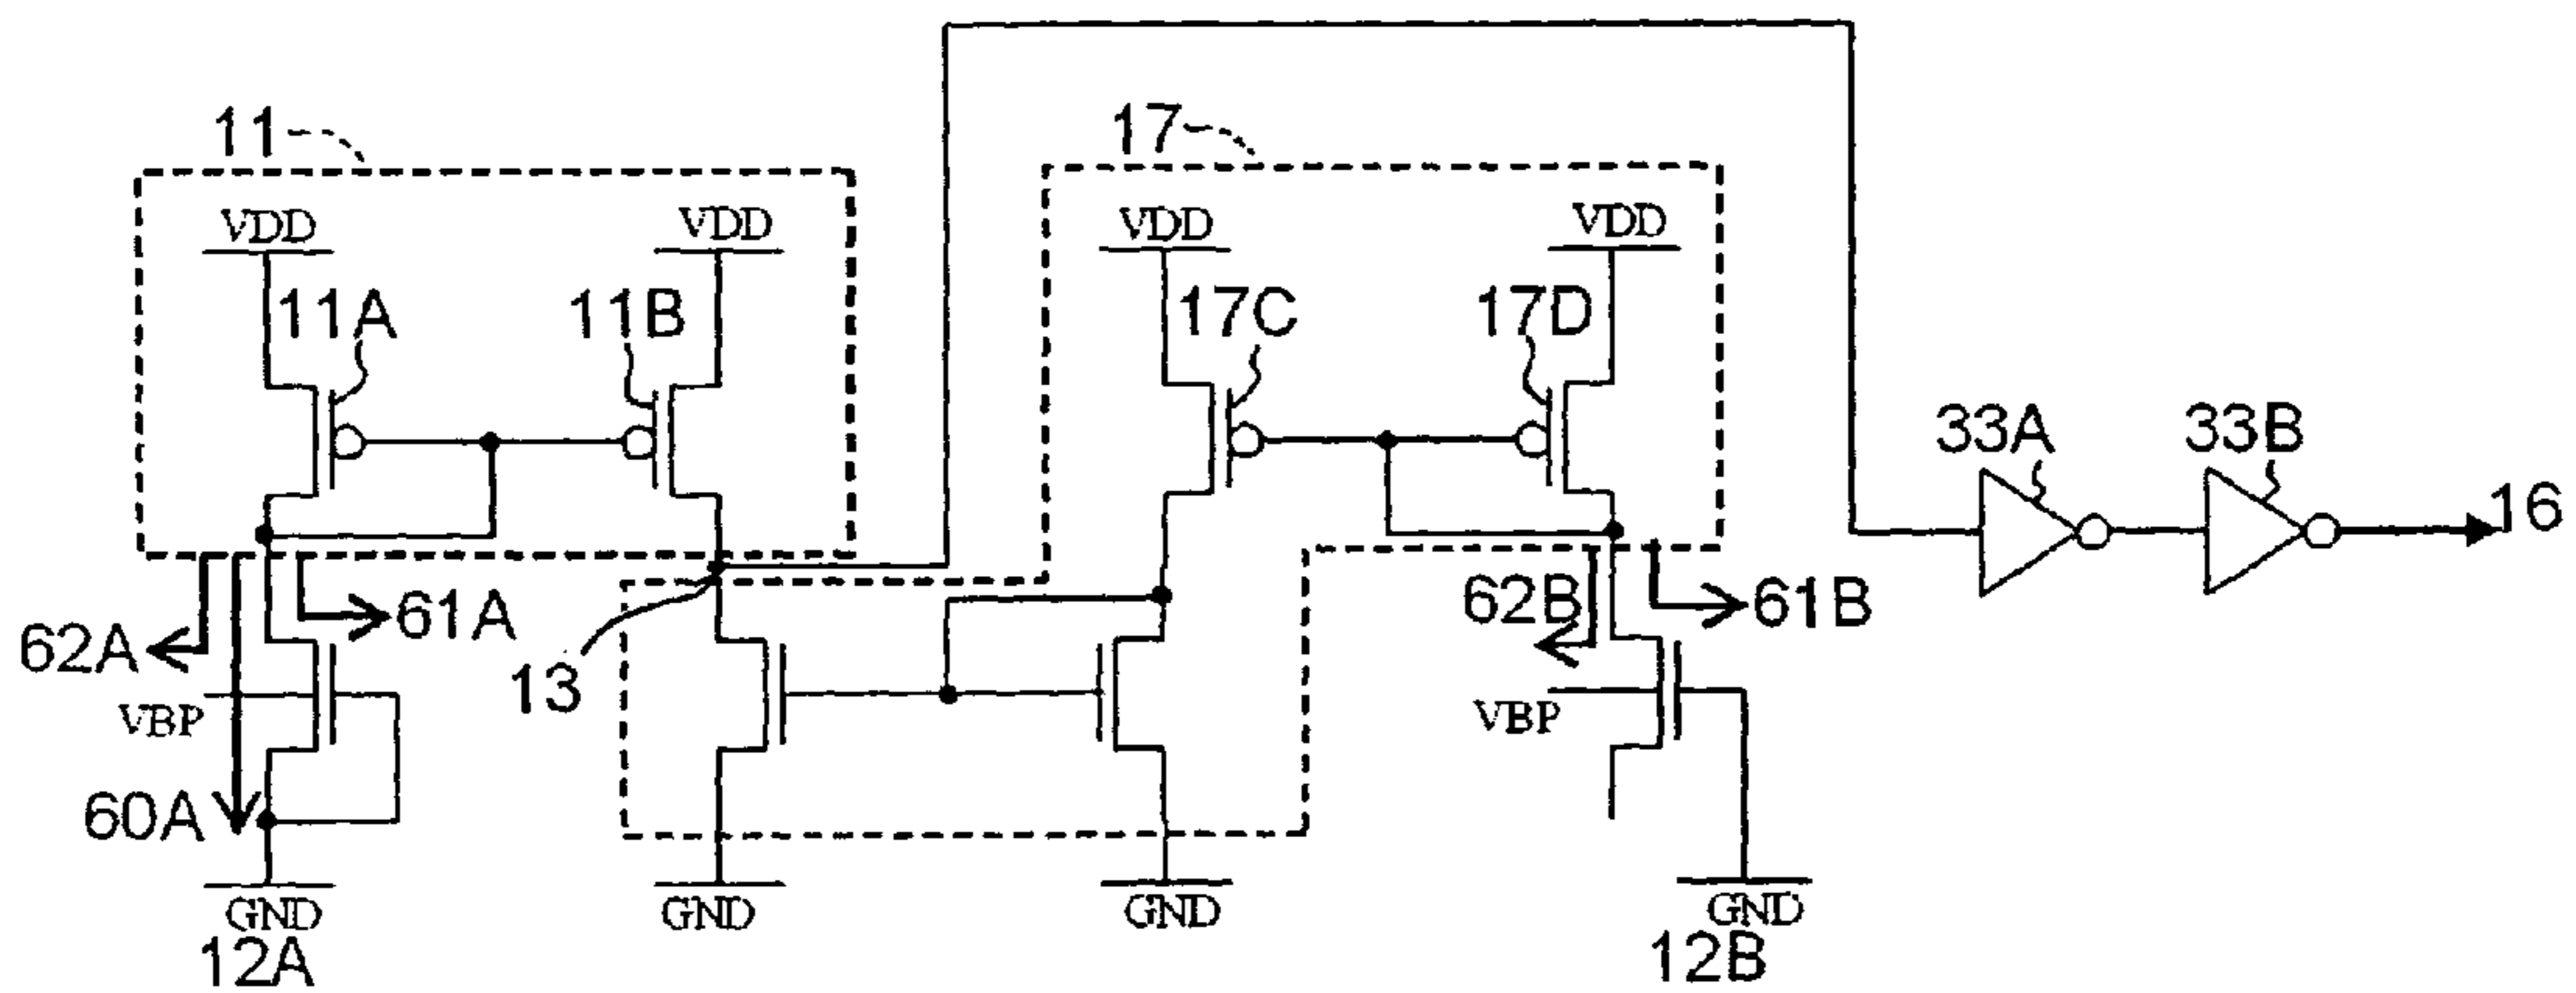 11
17
VDD
VDD
VDD
VDD
11A
11B
17C
17D
33A
33B
16
62A
61A
13
62B
61B
VBP
VBP
60A
GND
GND
GND
GND
12A
12B